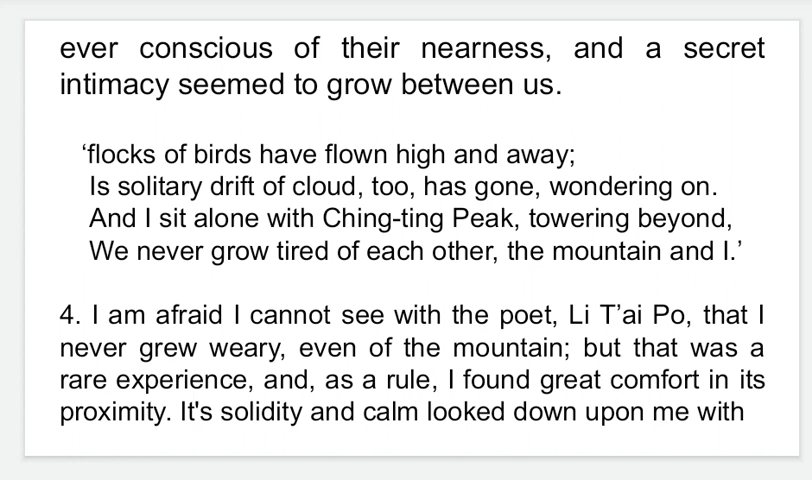 ever conscious of their nearness, and a secret
intimacy seemed to grow between us.
‘flocks of birds have flown high and away;
Is solitary drift of cloud, too, has gone, wondering on.
And I sit alone with Ching-ting Peak, towering beyond,
We never grow tired of each other, the mountain and I.’
4. I am afraid I cannot see with the poet, Li T’ai Po, that I
never grew weary, even of the mountain; but that was a
rare experience, and, as a rule, I found great comfort in its
proximity. It's solidity and calm looked down upon me with